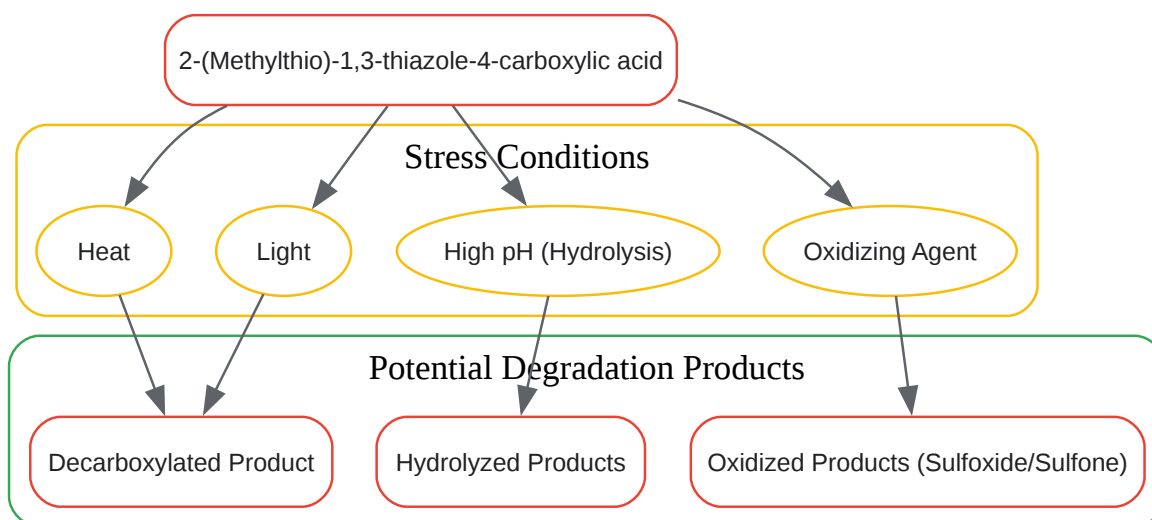 2-(Methylthio)-1,3-thiazole-4-carboxylic acid
Stress Conditions
Heat
Light
High pH (Hydrolysis)
Oxidizing Agent
Potential Degradation Products
Decarboxylated Product
Hydrolyzed Products
Oxidized Products (Sulfoxide/Sulfone)